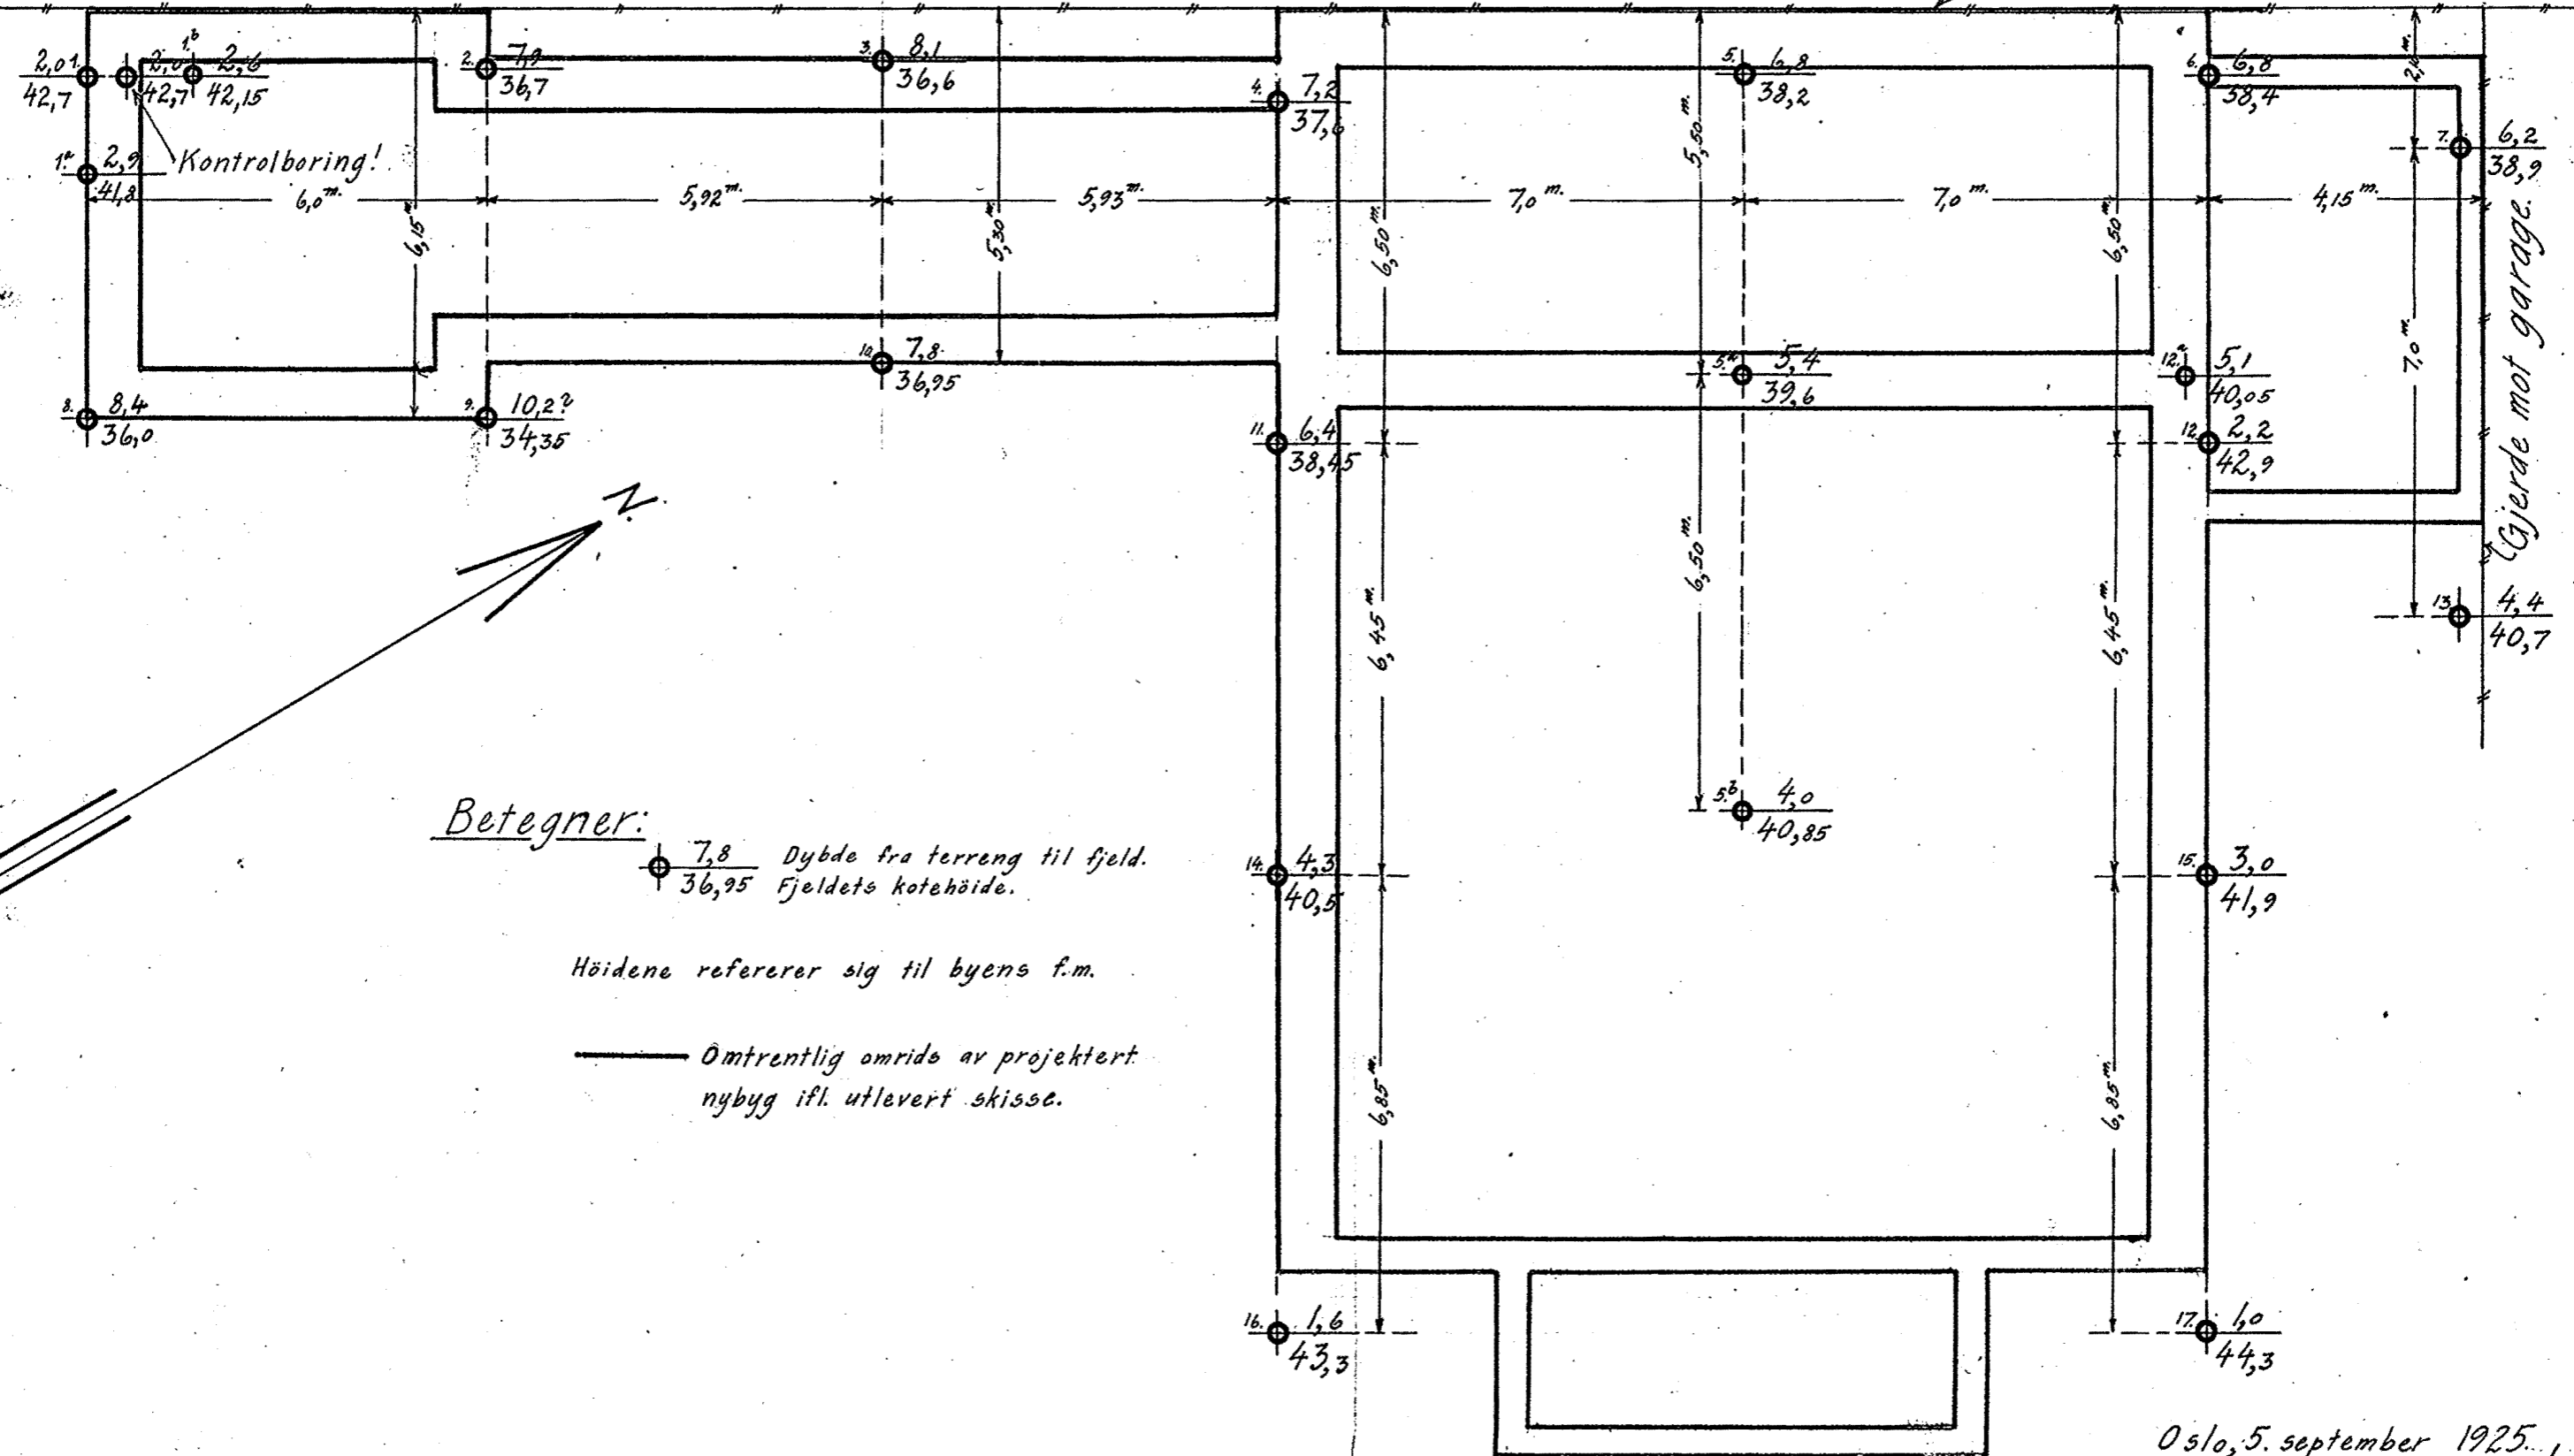 2,0 1. 2,0 1.b 2,6 2. 7,9 3. 8,1 4. 7,2 5. 6,8 6. 6,8
42,7 42,7 42,15 36,7 36,6 37,6 38,2 38,4
7. 6,2
38,9
1.a 2,9
41,8
Kontrolboring!
6,0 m. 5,92 m. 5,93 m. 7,0 m. 7,0 m. 4,15 m.
6,15 m.
5,30 m.
6,50 m.
5,50 m.
6,50 m.
7,0 m.
Gjerde mot garage.
8. 8,4
36,0
9. 10,2?
34,35
10. 7,8
36,95
11. 6,4
38,45
5.a 5,4
39,6
12.a 5,1
40,05
12. 2,2
42,9
13. 4,4
40,7
N.
6,45 m.
6,50 m.
6,45 m.
5.b 4,0
40,85
Betegner:
7,8 Dybde fra terreng til fjeld.
36,95 Fjeldets kotehöide.
14. 4,3
40,5
15. 3,0
41,9
Höidene refererer sig til byens f.m.
Omtrentlig omrids av projektert
nybyg ifl. utlevert skisse.
6,85 m.
6,85 m.
16. 1,6
43,3
17. 1,0
44,3
Oslo, 5. september 1925.